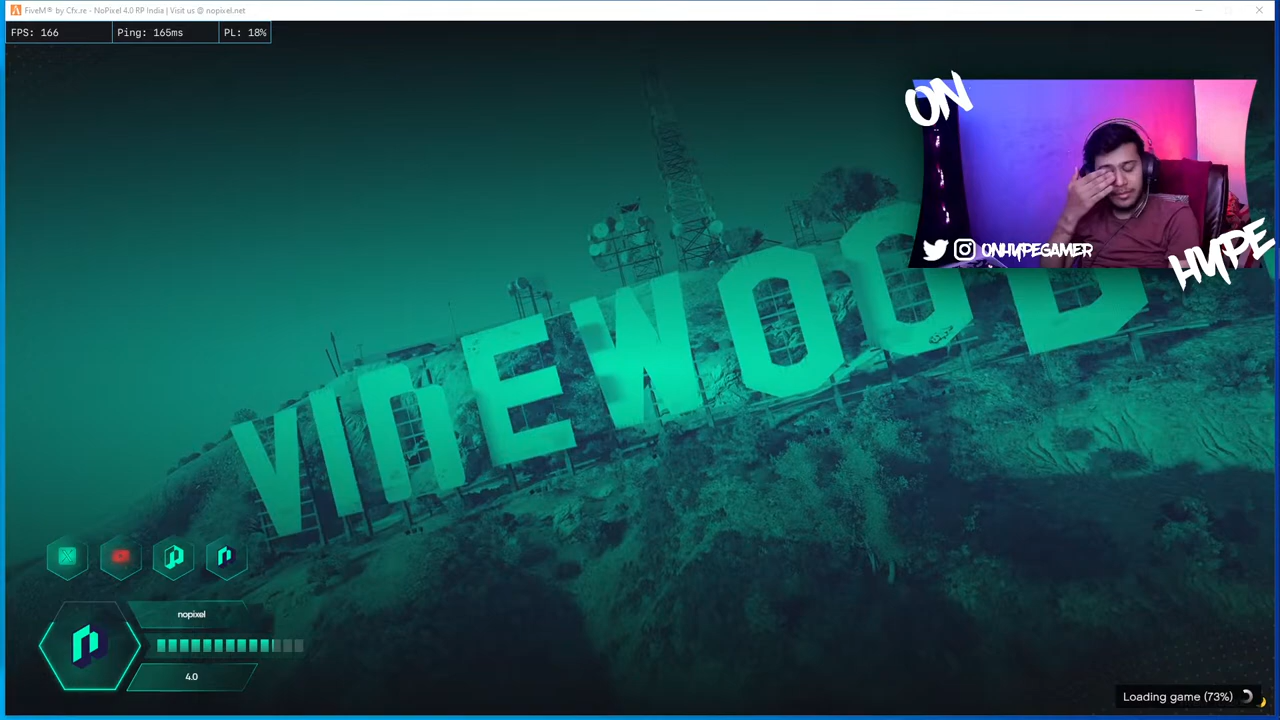 FiveM® by Cfx.re - NoPixel 4.0 RP India | Visit us @ nopixel.net
FPS: 166 Ping: 165ms PL: 18%
ON
ONHYPEGAMER
HYPE
VINEWOOD
nopixel
4.0
Loading game (73%)